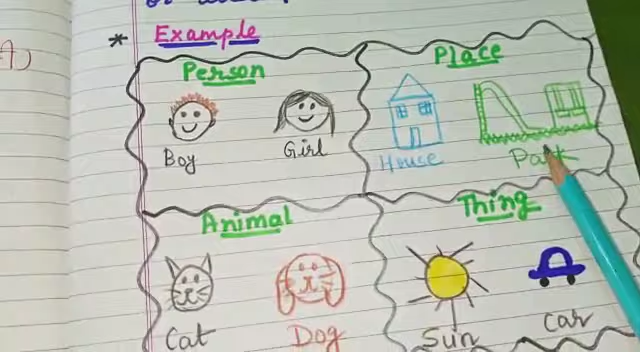 * Example
Person
Place
Boy
Girl
House
Park
Animal
Thing
Cat
Dog
Sun
Car